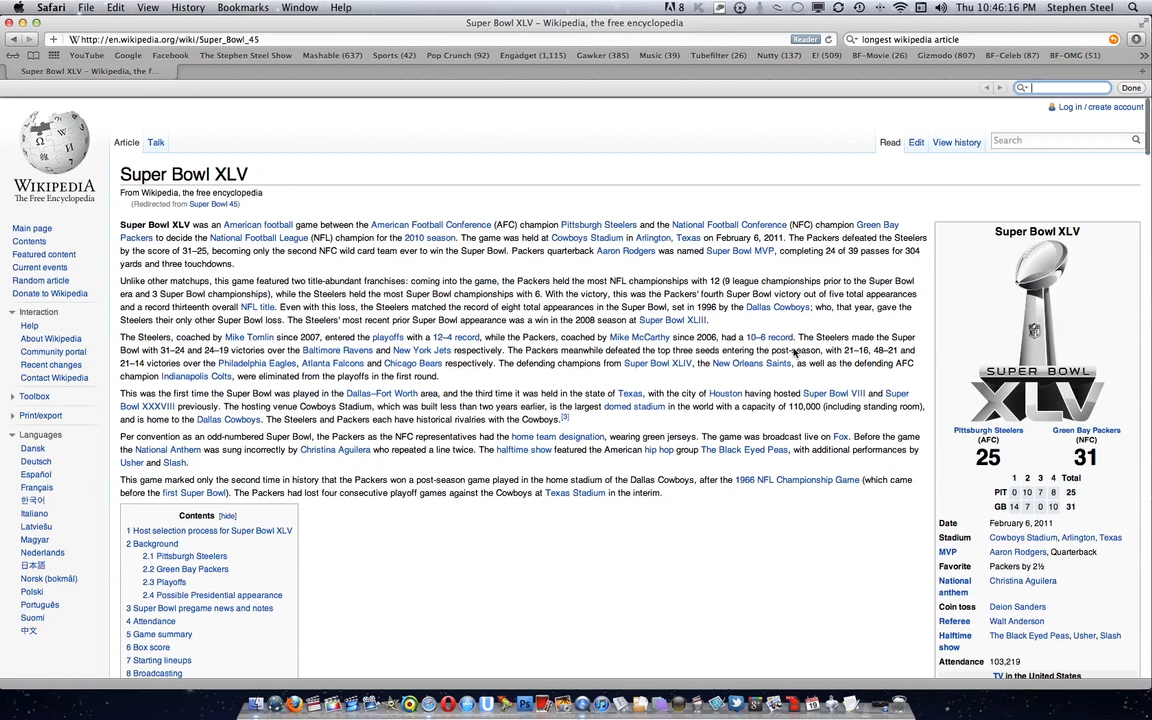 Safari File Edit View History Bookmarks Window Help 8 Thu 10:46:16 PM Stephen Steel
Super Bowl XLV – Wikipedia, the free encyclopedia
http://en.wikipedia.org/wiki/Super_Bowl_45 Reader longest wikipedia article
YouTube Google Facebook The Stephen Steel Show Mashable (637) Sports (42) Pop Crunch (92) Engadget (1,115) Gawker (385) Music (39) Tubefilter (26) Nutty (137) E! (509) BF-Movie (26) Gizmodo (807) BF-Celeb (87) BF-OMG (51)
Super Bowl XLV – Wikipedia, the f...
Done
Log in / create account
Article Talk Read Edit View history Search
WIKIPEDIA
The Free Encyclopedia
Main page
Contents
Featured content
Current events
Random article
Donate to Wikipedia
Interaction
Help
About Wikipedia
Community portal
Recent changes
Contact Wikipedia
Toolbox
Print/export
Languages
Dansk
Deutsch
Español
Français
한국어
Italiano
Latviešu
Magyar
Nederlands
日本語
Norsk (bokmål)
Polski
Português
Suomi
中文
Super Bowl XLV
From Wikipedia, the free encyclopedia
(Redirected from Super Bowl 45)
Super Bowl XLV was an American football game between the American Football Conference (AFC) champion Pittsburgh Steelers and the National Football Conference (NFC) champion Green Bay
Packers to decide the National Football League (NFL) champion for the 2010 season. The game was held at Cowboys Stadium in Arlington, Texas on February 6, 2011. The Packers defeated the Steelers
by the score of 31–25, becoming only the second NFC wild card team ever to win the Super Bowl. Packers quarterback Aaron Rodgers was named Super Bowl MVP, completing 24 of 39 passes for 304
yards and three touchdowns.
Unlike other matchups, this game featured two title-abundant franchises: coming into the game, the Packers held the most NFL championships with 12 (9 league championships prior to the Super Bowl
era and 3 Super Bowl championships), while the Steelers held the most Super Bowl championships with 6. With the victory, this was the Packers' fourth Super Bowl victory out of five total appearances
and a record thirteenth overall NFL title. Even with this loss, the Steelers matched the record of eight total appearances in the Super Bowl, set in 1996 by the Dallas Cowboys; who, that year, gave the
Steelers their only other Super Bowl loss. The Steelers' most recent prior Super Bowl appearance was a win in the 2008 season at Super Bowl XLIII.
The Steelers, coached by Mike Tomlin since 2007, entered the playoffs with a 12–4 record, while the Packers, coached by Mike McCarthy since 2006, had a 10–6 record. The Steelers made the Super
Bowl with 31–24 and 24–19 victories over the Baltimore Ravens and New York Jets respectively. The Packers meanwhile defeated the top three seeds entering the post-season, with 21–16, 48–21 and
21–14 victories over the Philadelphia Eagles, Atlanta Falcons and Chicago Bears respectively. The defending champions from Super Bowl XLIV, the New Orleans Saints, as well as the defending AFC
champion Indianapolis Colts, were eliminated from the playoffs in the first round.
This was the first time the Super Bowl was played in the Dallas–Fort Worth area, and the third time it was held in the state of Texas, with the city of Houston having hosted Super Bowl VIII and Super
Bowl XXXVIII previously. The hosting venue Cowboys Stadium, which was built less than two years earlier, is the largest domed stadium in the world with a capacity of 110,000 (including standing room),
and is home to the Dallas Cowboys. The Steelers and Packers each have historical rivalries with the Cowboys.[3]
Per convention as an odd-numbered Super Bowl, the Packers as the NFC representatives had the home team designation, wearing green jerseys. The game was broadcast live on Fox. Before the game
the National Anthem was sung incorrectly by Christina Aguilera who repeated a line twice. The halftime show featured the American hip hop group The Black Eyed Peas, with additional performances by
Usher and Slash.
This game marked only the second time in history that the Packers won a post-season game played in the home stadium of the Dallas Cowboys, after the 1966 NFL Championship Game (which came
before the first Super Bowl). The Packers had lost four consecutive playoff games against the Cowboys at Texas Stadium in the interim.
Contents [hide]
1 Host selection process for Super Bowl XLV
2 Background
2.1 Pittsburgh Steelers
2.2 Green Bay Packers
2.3 Playoffs
2.4 Possible Presidential appearance
3 Super Bowl pregame news and notes
4 Attendance
5 Game summary
6 Box score
7 Starting lineups
8 Broadcasting
Super Bowl XLV
NFL
SUPER BOWL
XLV
Pittsburgh Steelers Green Bay Packers
(AFC) (NFC)
25 31
1 2 3 4 Total
PIT 0 10 7 8 25
GB 14 7 0 10 31
Date February 6, 2011
Stadium Cowboys Stadium, Arlington, Texas
MVP Aaron Rodgers, Quarterback
Favorite Packers by 2½
National Christina Aguilera
anthem
Coin toss Deion Sanders
Referee Walt Anderson
Halftime The Black Eyed Peas, Usher, Slash
show
Attendance 103,219
TV in the United States